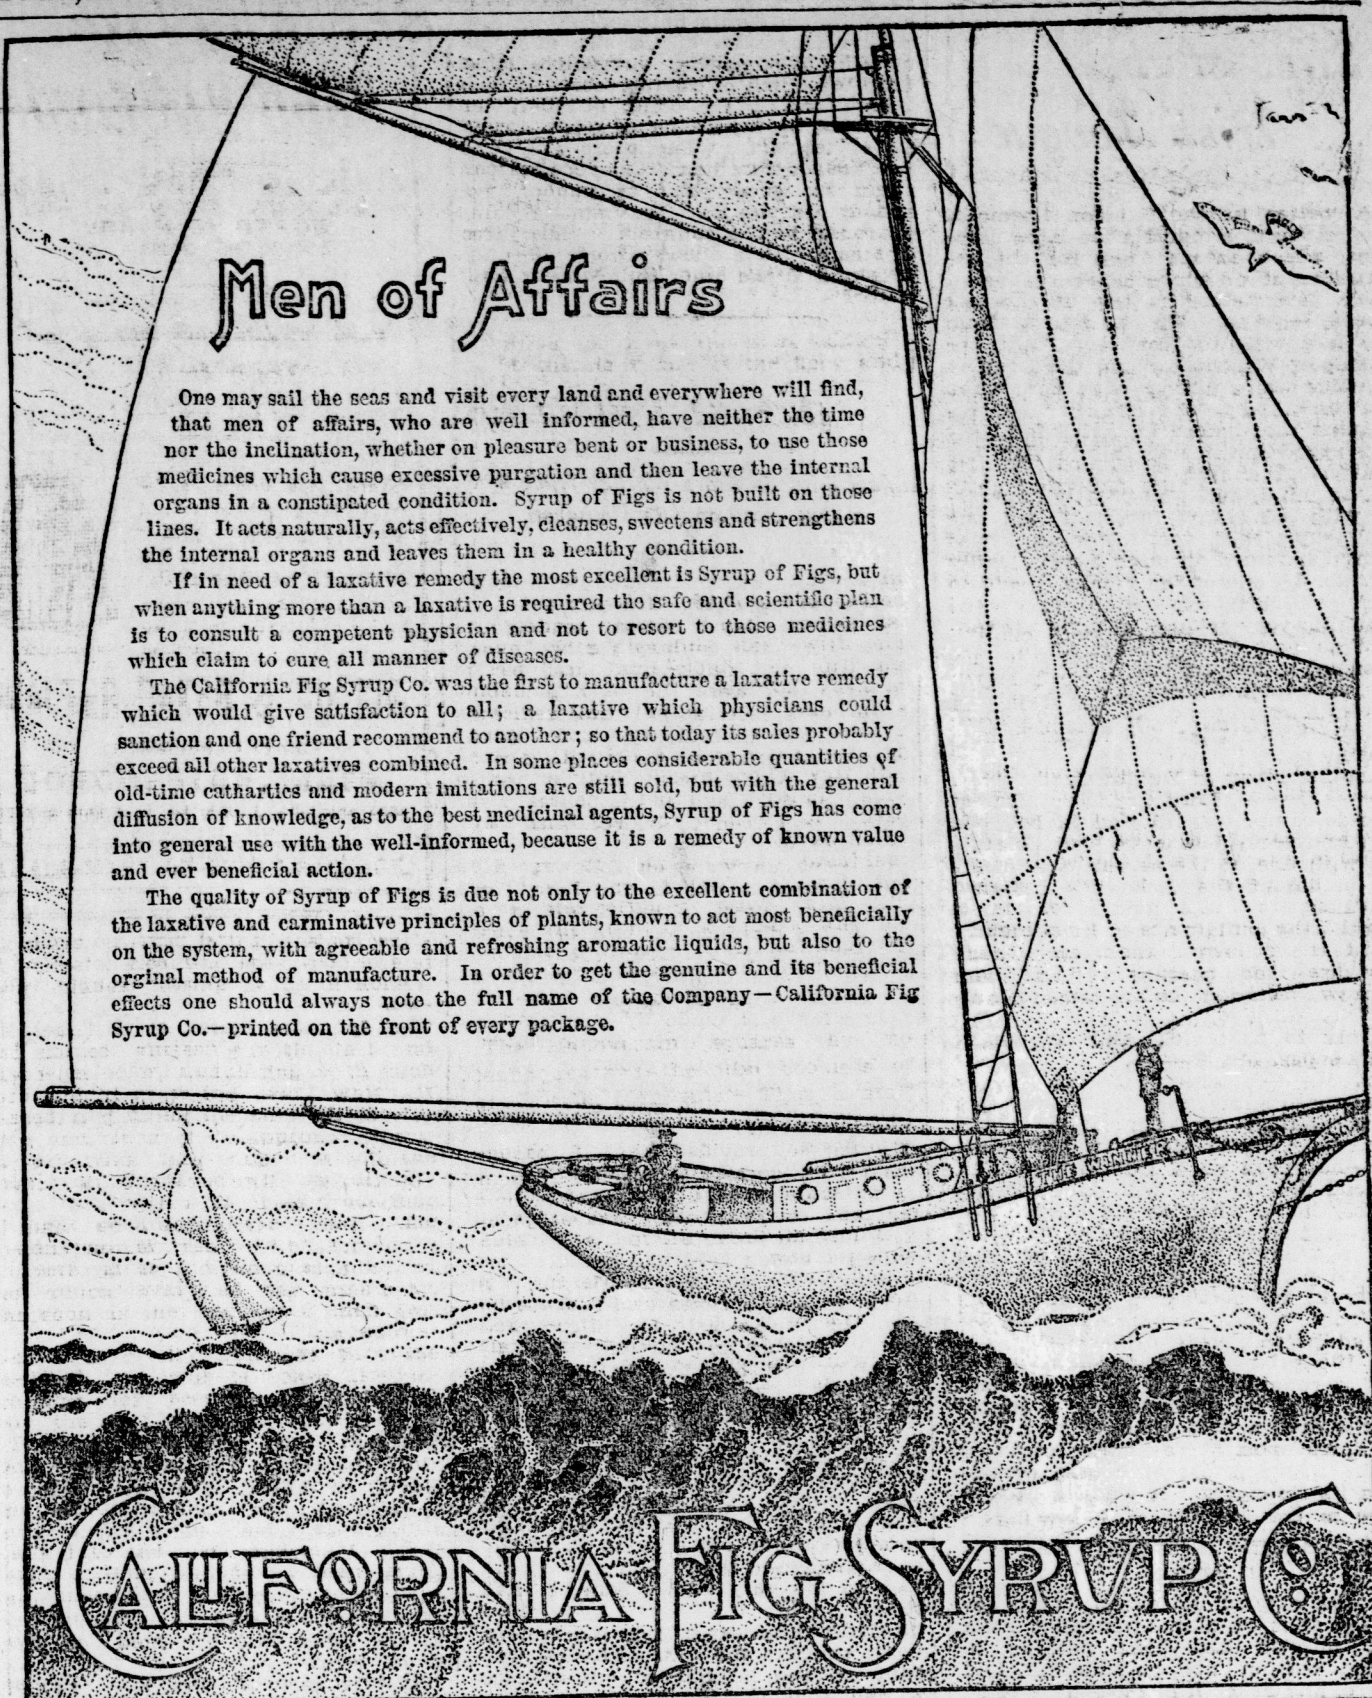 Men of Affairs
One may sail the seas and visit every land and everywhere will find,
that men of affairs, who are well informed, have neither the time
nor the inclination, whether on pleasure bent or business, to use those
medicines which cause excessive purgation and then leave the internal
organs in a constipated condition. Syrup of Figs is not built on those
lines. It acts naturally, acts effectively, cleanses, sweetens and strengthens
the internal organs and leaves them in a healthy condition.
If in need of a laxative remedy the most excellent is Syrup of Figs, but
when anything more than a laxative is required the safe and scientific plan
is to consult a competent physician and not to resort to those medicines
which claim to cure all manner of diseases.
The California Fig Syrup Co. was the first to manufacture a laxative remedy
which would give satisfaction to all; a laxative which physicians could
sanction and one friend recommend to another; so that today its sales probably
exceed all other laxatives combined. In some places considerable quantities of
old-time cathartics and modern imitations are still sold, but with the general
diffusion of knowledge, as to the best medicinal agents, Syrup of Figs has come
into general use with the well-informed, because it is a remedy of known value
and ever beneficial action.
The quality of Syrup of Figs is due not only to the excellent combination of
the laxative and carminative principles of plants, known to act most beneficially
on the system, with agreeable and refreshing aromatic liquids, but also to the
orginal method of manufacture. In order to get the genuine and its beneficial
effects one should always note the full name of the Company—California Fig
Syrup Co.—printed on the front of every package.
CALIFORNIA FIG SYRUP CO